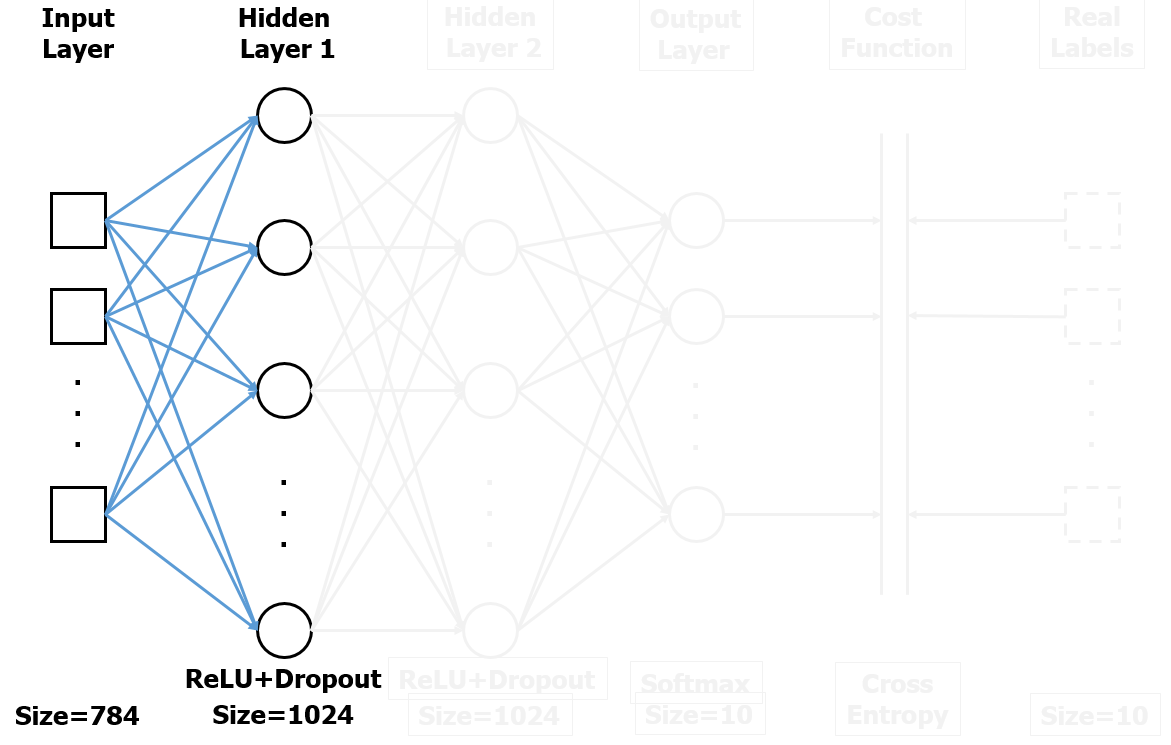 Input
Layer
Hidden
Layer 1
Hidden
Layer 2
Output
Layer
Cost
Function
Real
Labels
ReLU+Dropout
ReLU+Dropout
Softmax
Cross
Entropy
Size=784
Size=1024
Size=1024
Size=10
Size=10